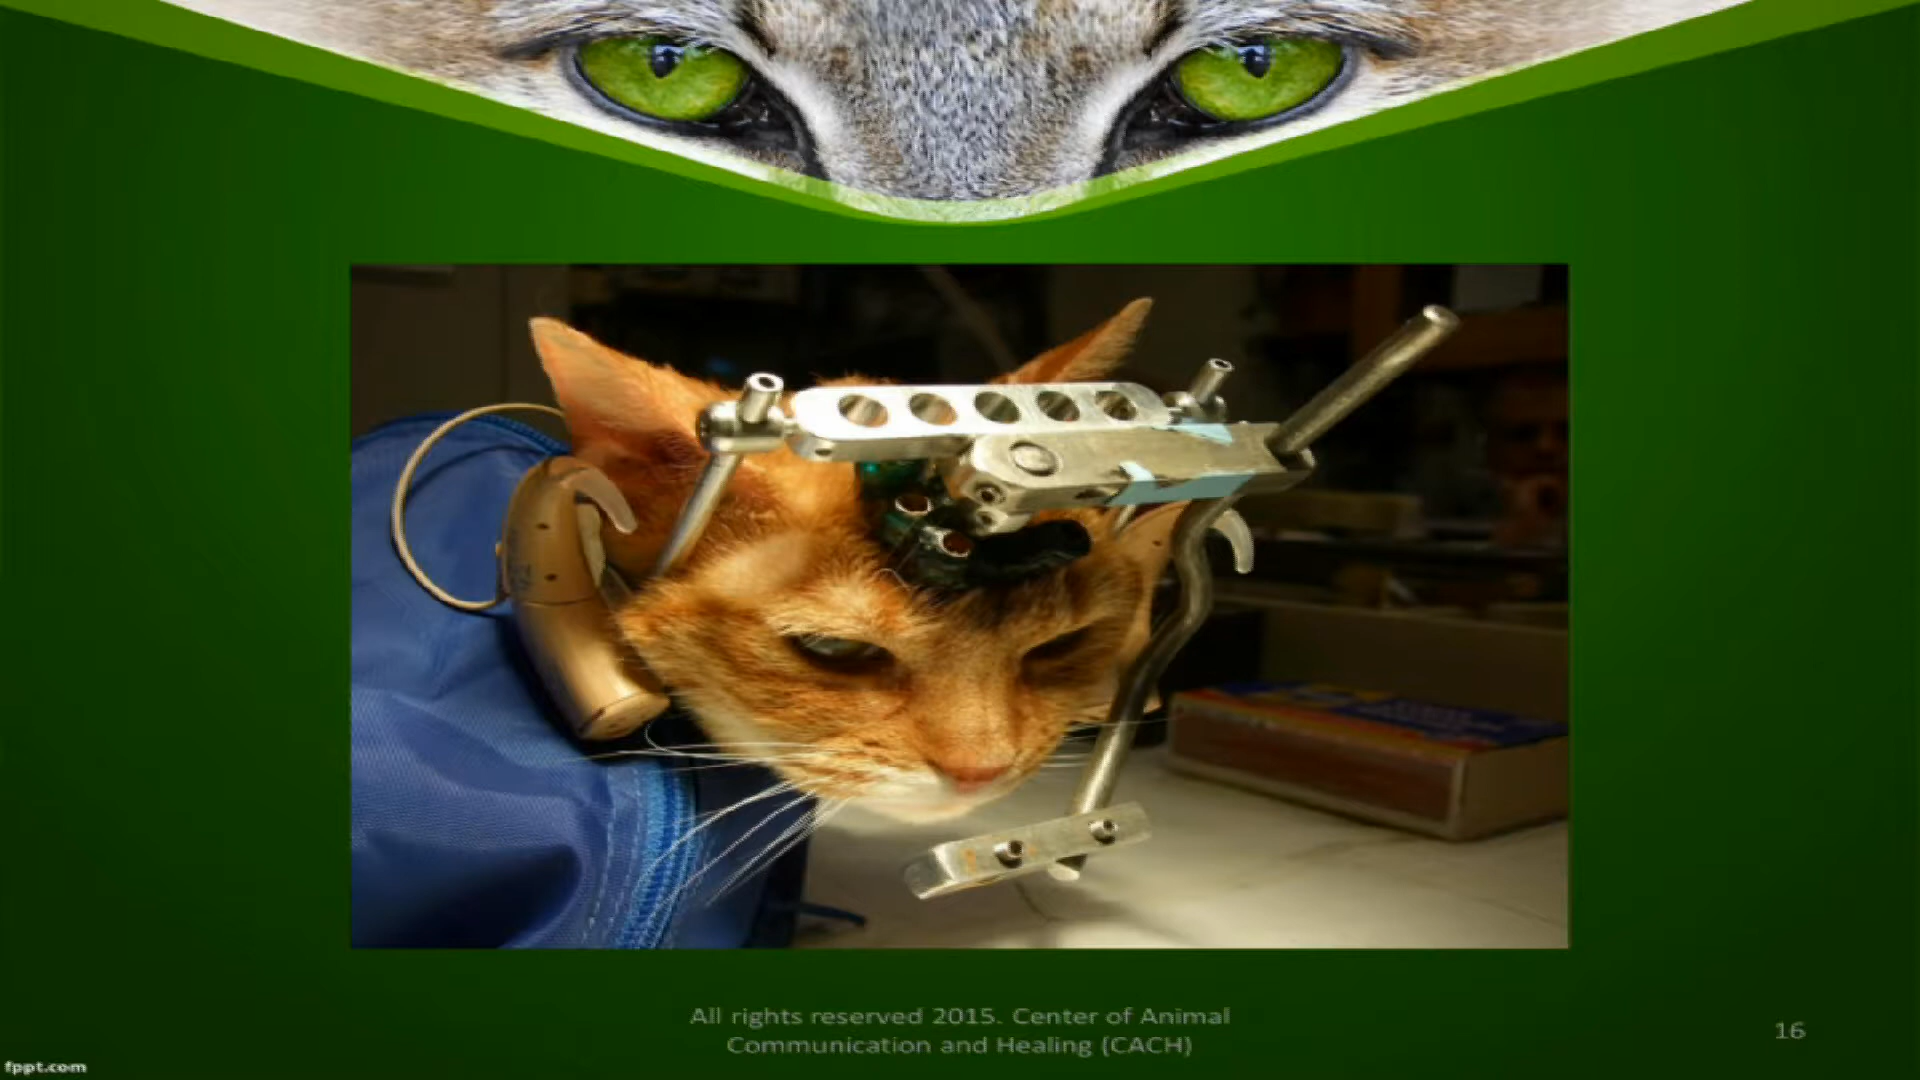 All rights reserved 2015. Center of Animal
Communication and Healing (CACH)
16
fppt.com